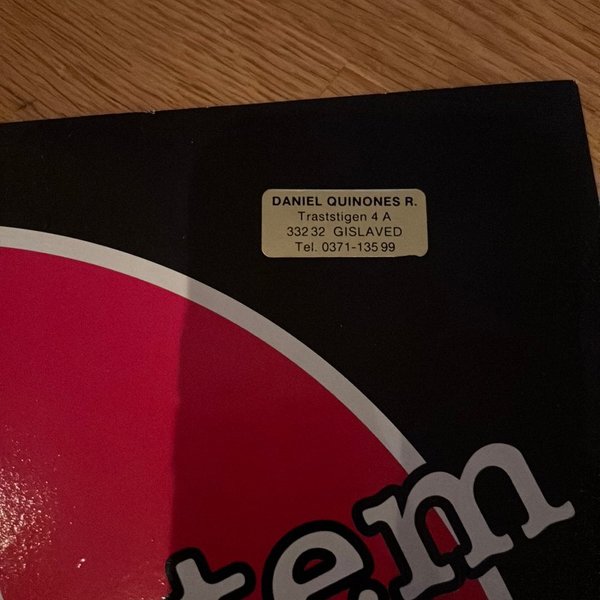 DANIEL QUINONES R.
Traststigen 4 A
332 32 GISLAVED
Tel. 0371-135 99
tem